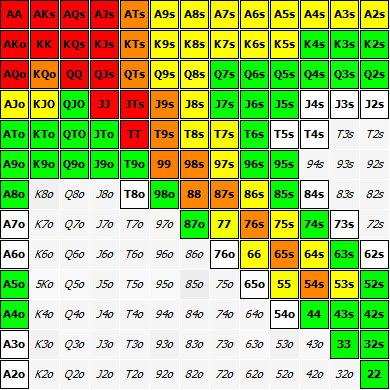 AA AKs AQs AJs ATs A9s A8s A7s A6s A5s A4s A3s A2s
AKo KK KQs KJs KTs K9s K8s K7s K6s K5s K4s K3s K2s
AQo KQo QQ QJs QTs Q9s Q8s Q7s Q6s Q5s Q4s Q3s Q2s
AJo KJO QJO JJ JTs J9s J8s J7s J6s J5s J4s J3s J2s
ATo KTo QTO JTo TT T9s T8s T7s T6s T5s T4s T3s T2s
A9o K9o Q9o J9o T9o 99 98s 97s 96s 95s 94s 93s 92s
A8o K8o Q8o J8o T8o 98o 88 87s 86s 85s 84s 83s 82s
A7o K7o Q7o J7o T7o 97o 87o 77 76s 75s 74s 73s 72s
A6o K6o Q6o J6o T6o 96o 86o 76o 66 65s 64s 63s 62s
A5o 5Ko Q5o J5o T5o 95o 85o 75o 65o 55 54s 53s 52s
A4o K4o Q4o J4o T4o 94o 84o 74o 64o 54o 44 43s 42s
A3o K3o Q3o J3o T3o 93o 83o 73o 63o 53o 43o 33 32s
A2o K2o Q2o J2o T2o 92o 82o 72o 62o 52o 42o 32o 22